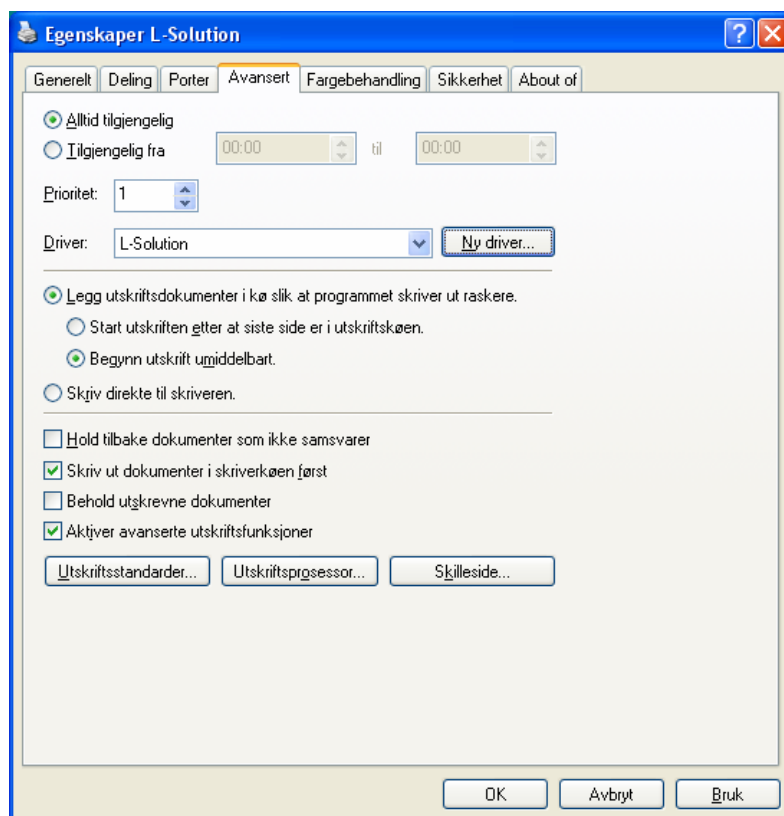 Egenskaper L-Solution
Generelt Deling Porter Avansert Fargebehandling Sikkerhet About of
Alltid tilgjengelig
Tilgjengelig fra 00:00 til 00:00
Prioritet: 1
Driver: L-Solution Ny driver...
Legg utskriftsdokumenter i kø slik at programmet skriver ut raskere.
Start utskriften etter at siste side er i utskriftskøen.
Begynn utskrift umiddelbart.
Skriv direkte til skriveren.
Hold tilbake dokumenter som ikke samsvarer
Skriv ut dokumenter i skriverkøen først
Behold utskrevne dokumenter
Aktiver avanserte utskriftsfunksjoner
Utskriftsstandarder... Utskriftsprosessor... Skilleside...
OK Avbryt Bruk